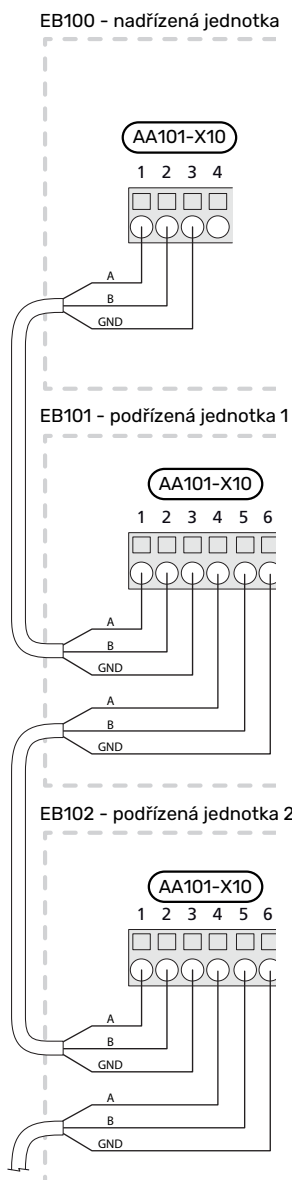 EB100 - nadřízená jednotka
AA101-X10
1 2 3 4
A
B
GND
EB101 - podřízená jednotka 1
AA101-X10
1 2 3 4 5 6
A
B
GND
A
B
GND
EB102 - podřízená jednotka 2
AA101-X10
1 2 3 4 5 6
A
B
GND
A
B
GND